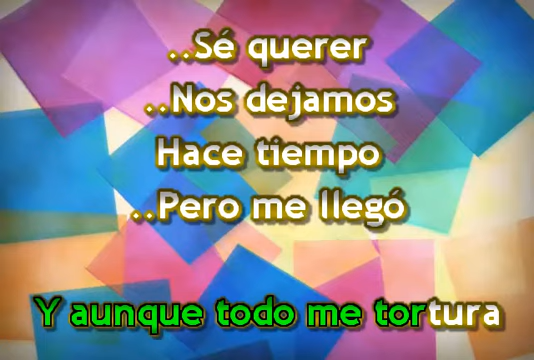 ..Sé querer
..Nos dejamos
Hace tiempo
..Pero me llegó
Y aunque todo me tortura